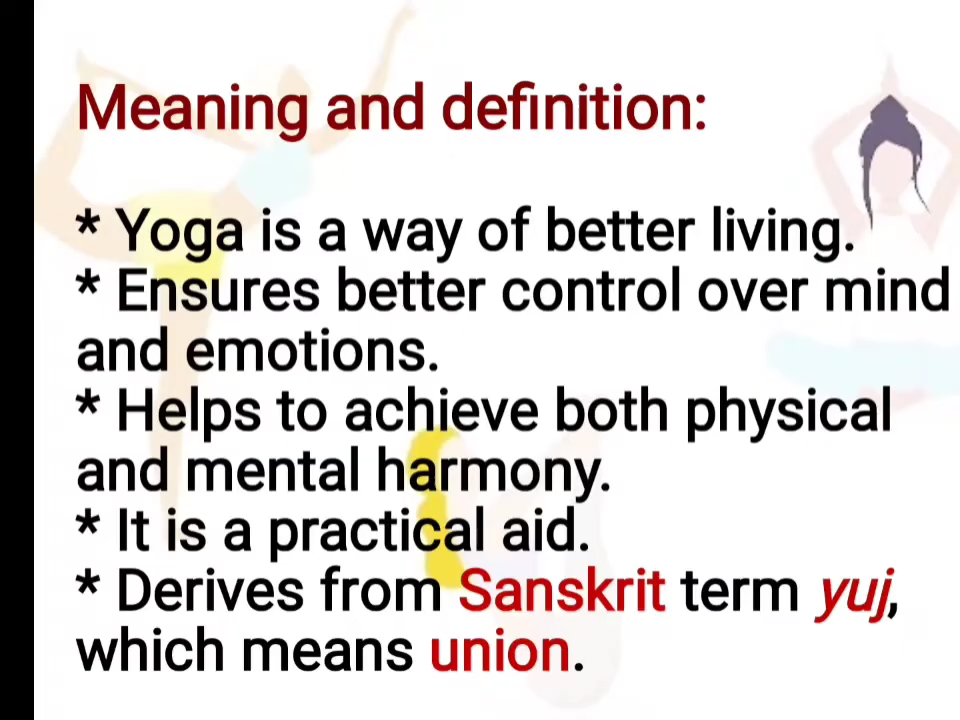 Meaning and definition:
* Yoga is a way of better living.
* Ensures better control over mind
and emotions.
* Helps to achieve both physical
and mental harmony.
* It is a practical aid.
* Derives from Sanskrit term yuj,
which means union.